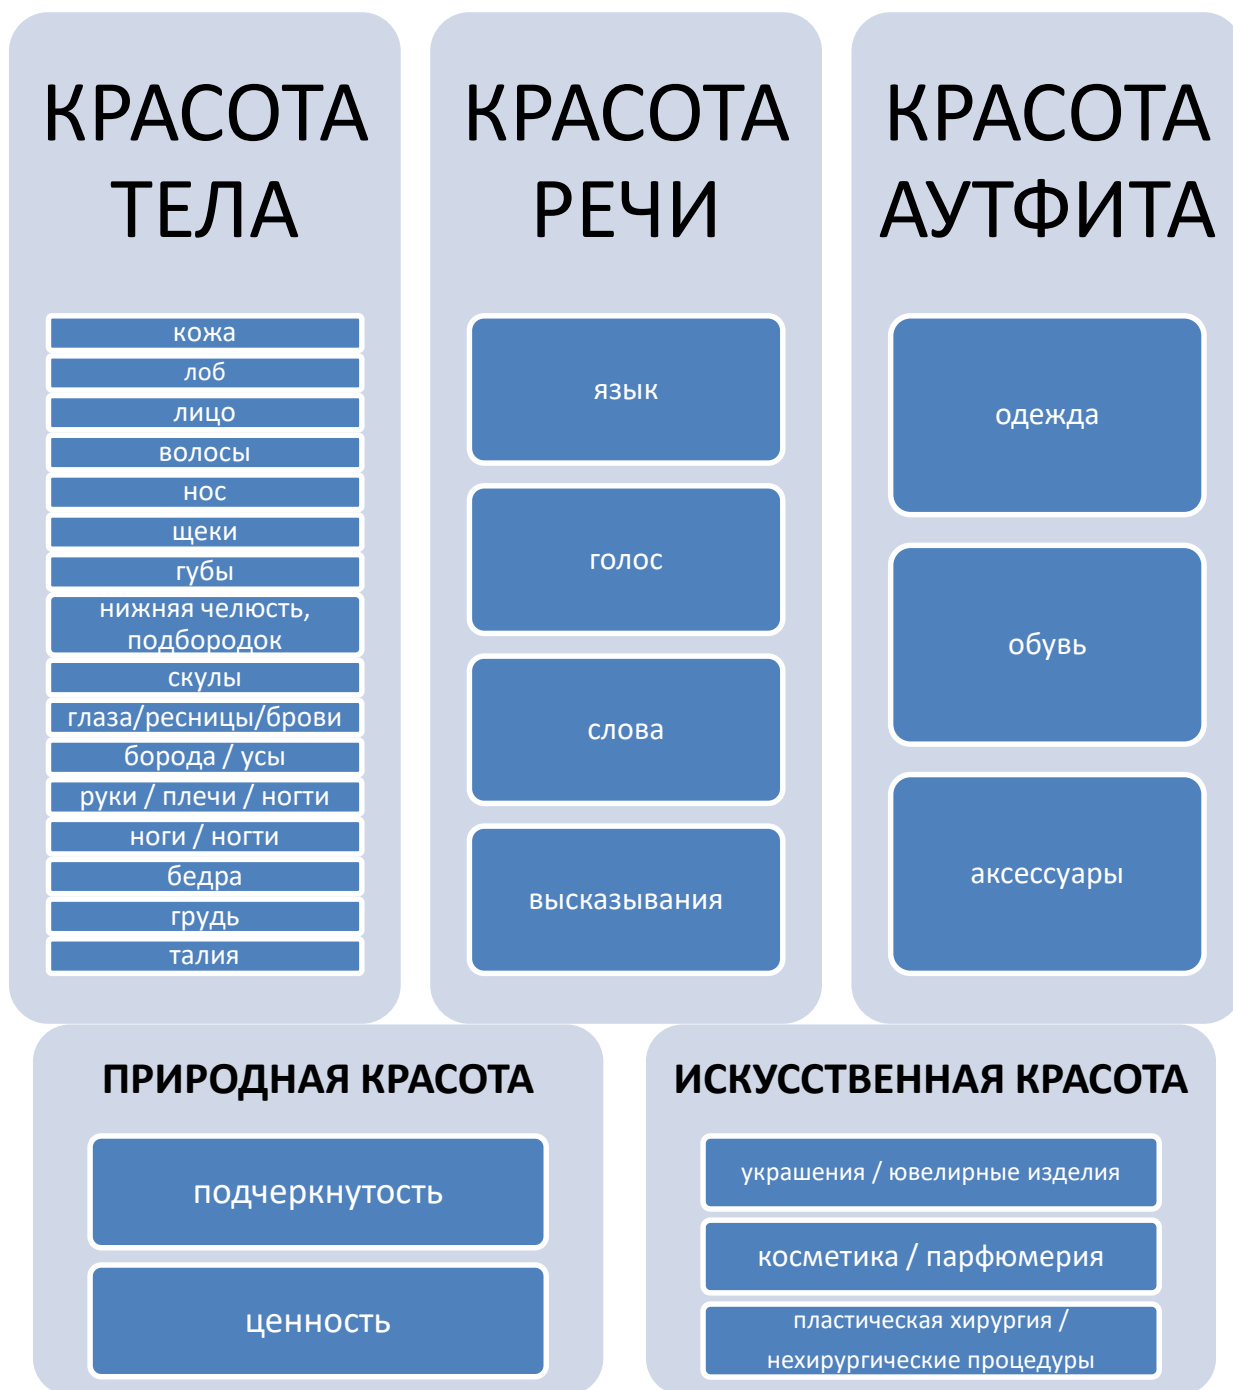 КРАСОТА
ТЕЛА
кожа
лоб
лицо
волосы
нос
щеки
губы
нижняя челюсть,
подбородок
скулы
глаза/ресницы/брови
борода / усы
руки / плечи / ногти
ноги / ногти
бедра
грудь
талия
КРАСОТА
РЕЧИ
язык
голос
слова
высказывания
КРАСОТА
АУТФИТА
одежда
обувь
аксессуары
ПРИРОДНАЯ КРАСОТА
подчеркнутость
ценность
ИСКУССТВЕННАЯ КРАСОТА
украшения / ювелирные изделия
косметика / парфюмерия
пластическая хирургия /
нехирургические процедуры